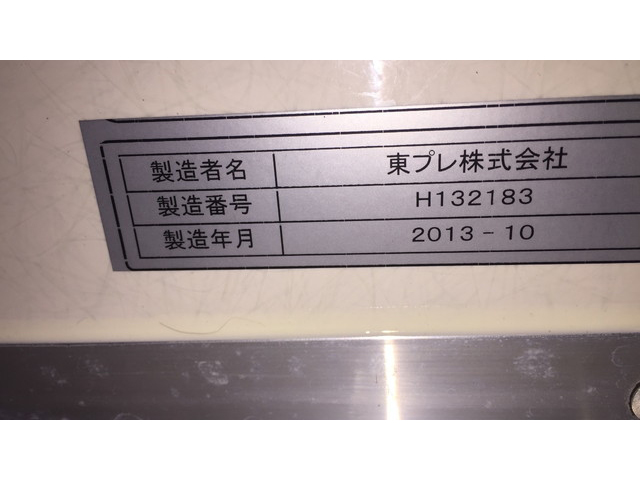 製造者名 東プレ株式会社
製造番号 H132183
製造年月 2013-10